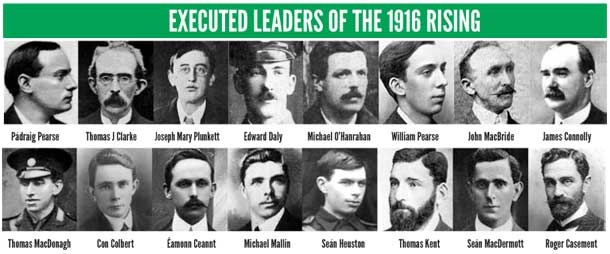 EXECUTED LEADERS OF THE 1916 RISING
Pádraig Pearse
Thomas J Clarke
Joseph Mary Plunkett
Edward Daly
Michael O'Hanrahan
William Pearse
John MacBride
James Connolly
Thomas MacDonagh
Con Colbert
Éamonn Ceannt
Michael Mallin
Seán Heuston
Thomas Kent
Seán MacDermott
Roger Casement